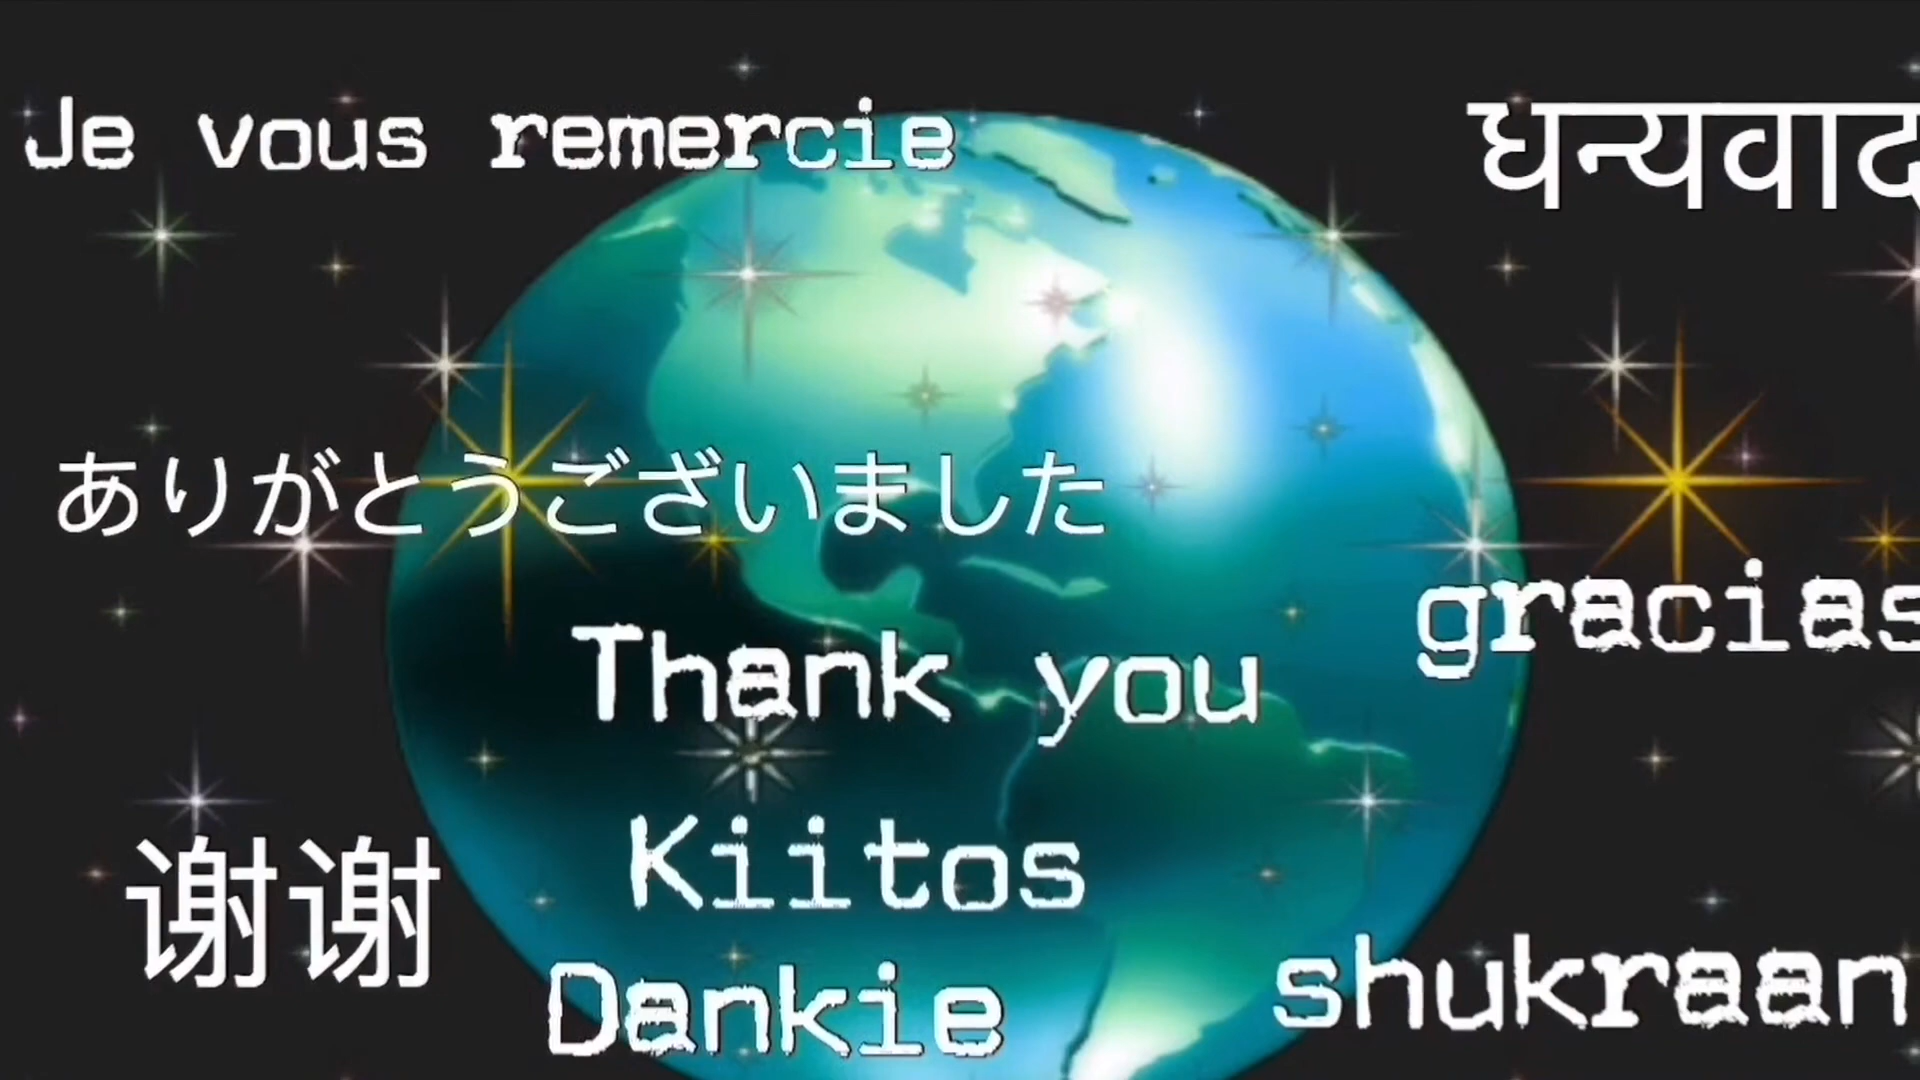 Je vous remercie
धन्यवाद
ありがとうございました
gracias
Thank you
Kiitos
谢谢
Dankie
shukraan